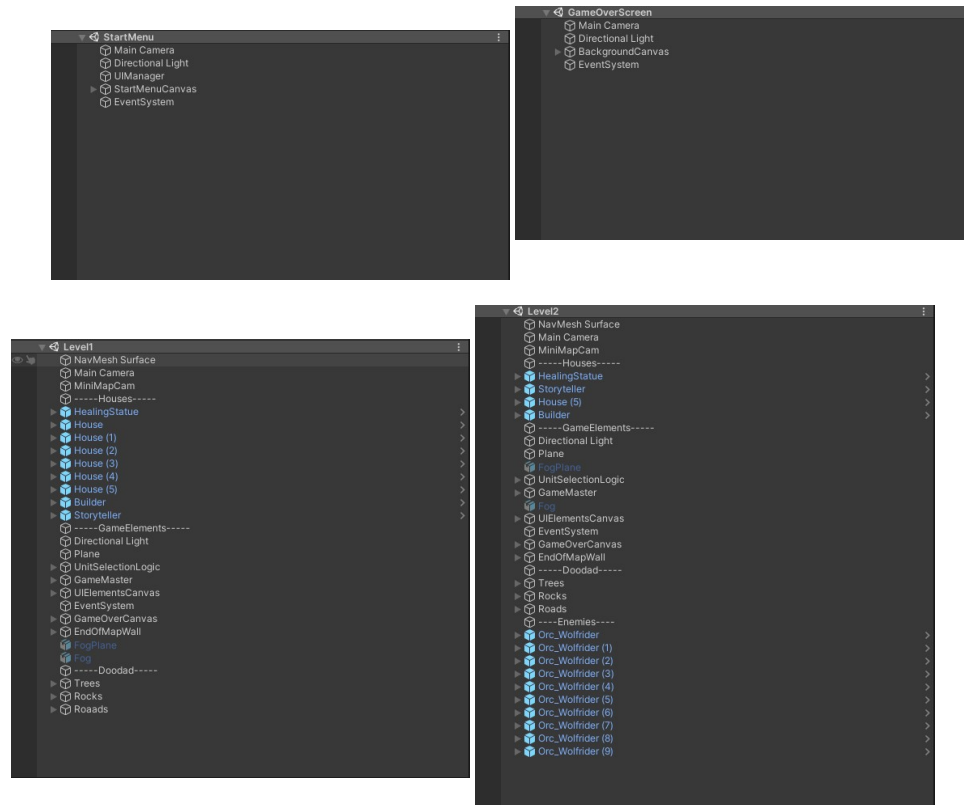 StartMenu
Main Camera
Directional Light
UIManager
StartMenuCanvas
EventSystem
GameOverScreen
Main Camera
Directional Light
BackgroundCanvas
EventSystem
Level1
NavMesh Surface
Main Camera
MiniMapCam
-----Houses-----
HealingStatue
House
House (1)
House (2)
House (3)
House (4)
House (5)
Builder
Storyteller
-----GameElements-----
Directional Light
Plane
UnitSelectionLogic
GameMaster
UIElementsCanvas
EventSystem
GameOverCanvas
EndOfMapWall
FogPlane
Fog
-----Doodad-----
Trees
Rocks
Roaads
Level2
NavMesh Surface
Main Camera
MiniMapCam
-----Houses-----
HealingStatue
Storyteller
House (5)
Builder
-----GameElements-----
Directional Light
Plane
FogPlane
UnitSelectionLogic
GameMaster
Fog
UIElementsCanvas
EventSystem
GameOverCanvas
EndOfMapWall
-----Doodad-----
Trees
Rocks
Roads
----Enemies----
Orc_Wolfrider
Orc_Wolfrider (1)
Orc_Wolfrider (2)
Orc_Wolfrider (3)
Orc_Wolfrider (4)
Orc_Wolfrider (5)
Orc_Wolfrider (6)
Orc_Wolfrider (7)
Orc_Wolfrider (8)
Orc_Wolfrider (9)